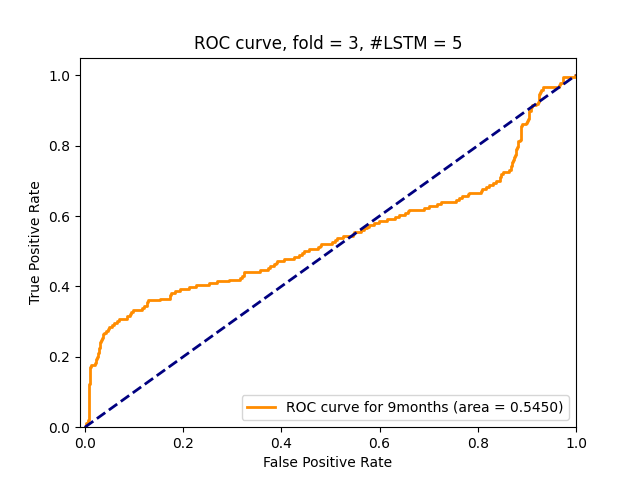 ROC curve, fold = 3, #LSTM = 5
True Positive Rate
1.0
0.8
0.6
0.4
0.2
0.0
ROC curve for 9months (area = 0.5450)
0.0 0.2 0.4 0.6 0.8 1.0
False Positive Rate